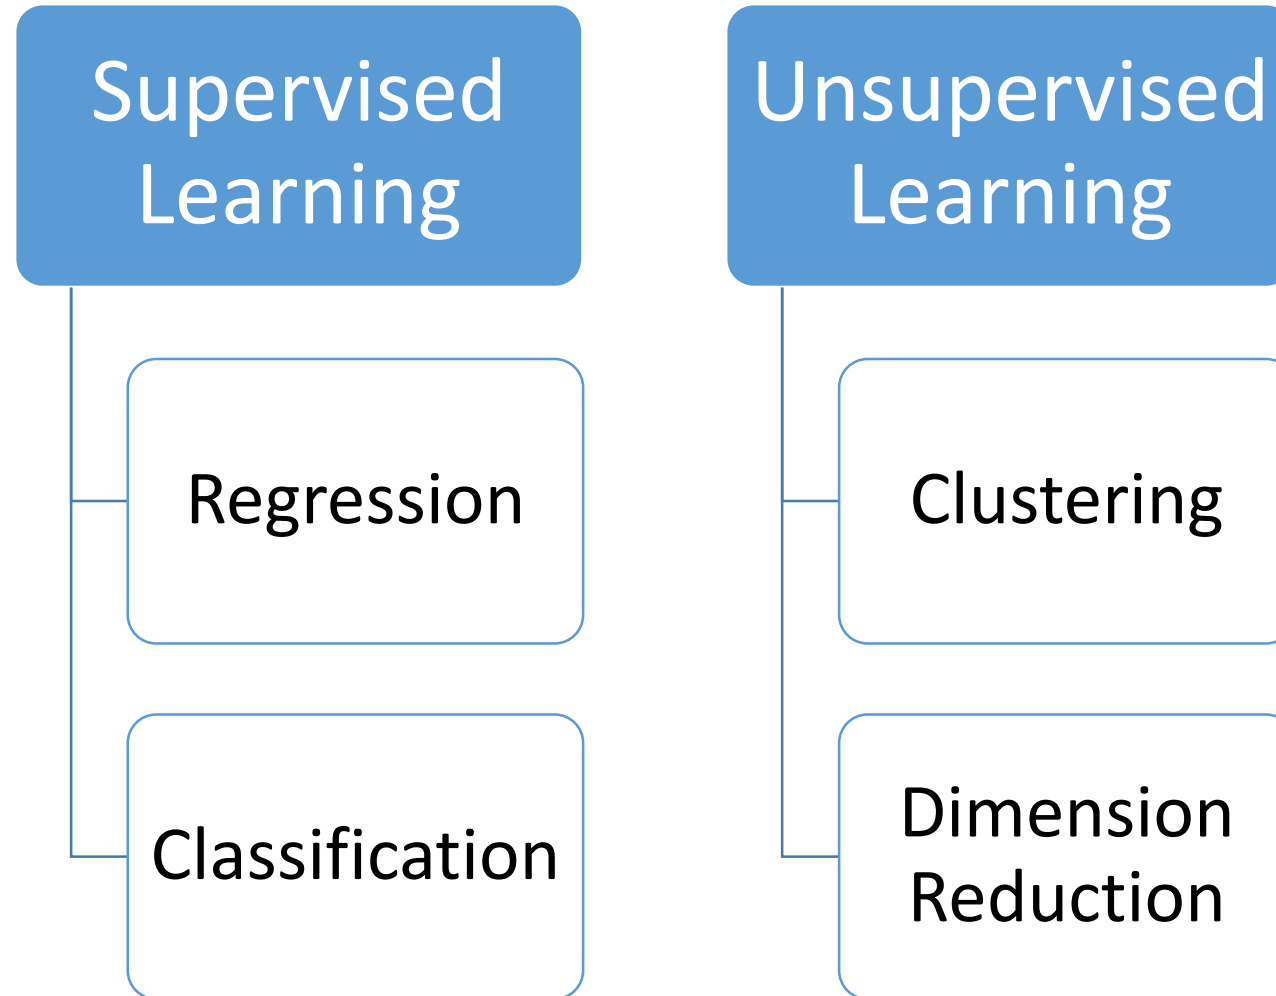 Supervised
Learning
Regression
Classification
Unsupervised
Learning
Clustering
Dimension
Reduction